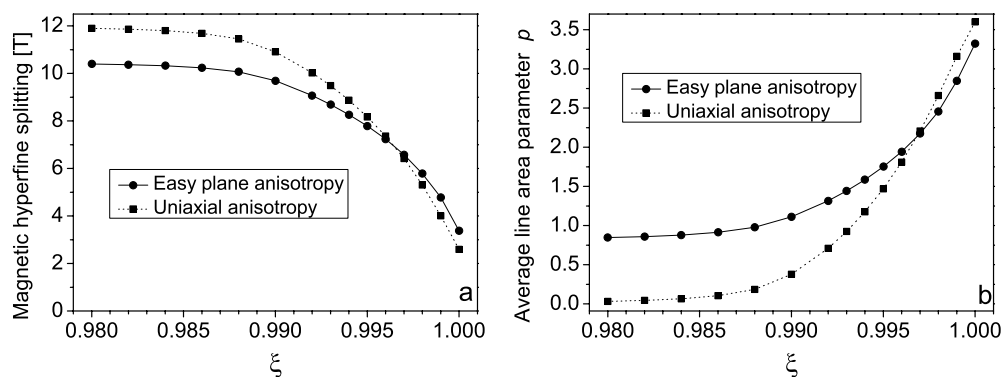 Magnetic hyperfine splitting [T]
12
10
8
6
4
2
0
Easy plane anisotropy
Uniaxial anisotropy
a
0.980 0.985 0.990 0.995 1.000
ξ
Average line area parameter p
3.5
3.0
2.5
2.0
1.5
1.0
0.5
0.0
Easy plane anisotropy
Uniaxial anisotropy
b
0.980 0.985 0.990 0.995 1.000
ξ